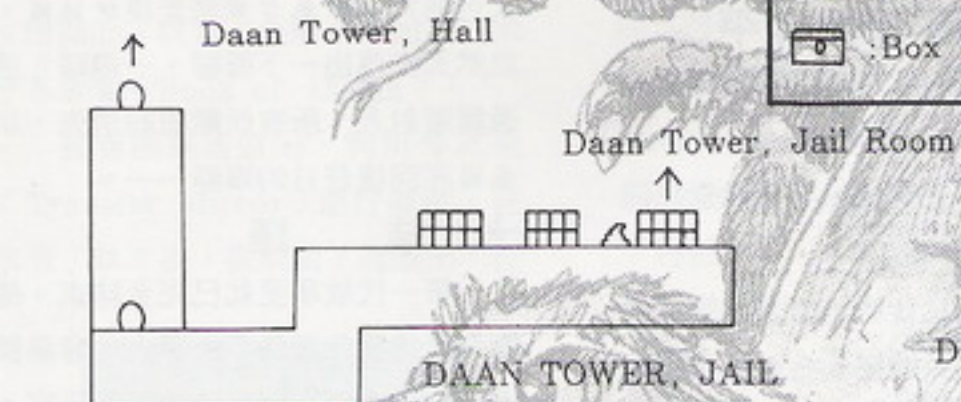 Daan Tower, Hall
:Box
Daan Tower, Jail Room
D
DAAN TOWER, JAIL